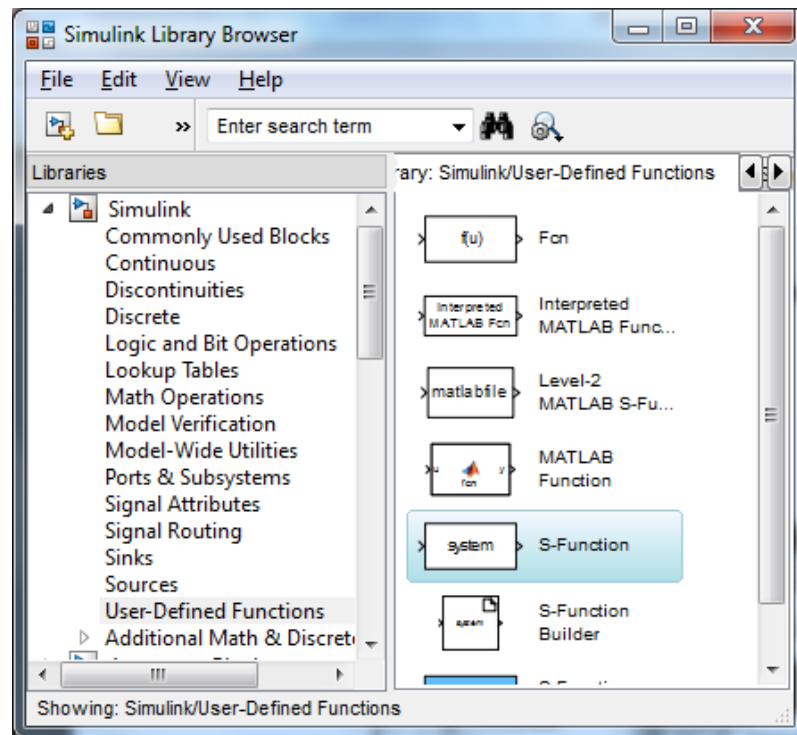 Simulink Library Browser
File Edit View Help
» Enter search term
Libraries
rary: Simulink/User-Defined Functions
Simulink
Commonly Used Blocks
Continuous
Discontinuities
Discrete
Logic and Bit Operations
Lookup Tables
Math Operations
Model Verification
Model-Wide Utilities
Ports & Subsystems
Signal Attributes
Signal Routing
Sinks
Sources
User-Defined Functions
Additional Math & Discret
f(u)
Fcn
Interpreted
MATLAB Fcn
Interpreted
MATLAB Func...
matlabfile
Level-2
MATLAB S-Fu...
u fcn y
MATLAB
Function
system
S-Function
system
S-Function
Builder
Showing: Simulink/User-Defined Functions